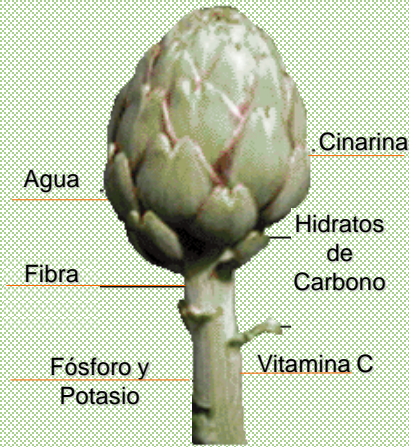 Cinarina
Agua
Hidratos
de
Carbono
Fibra
Fósforo y
Potasio
Vitamina C